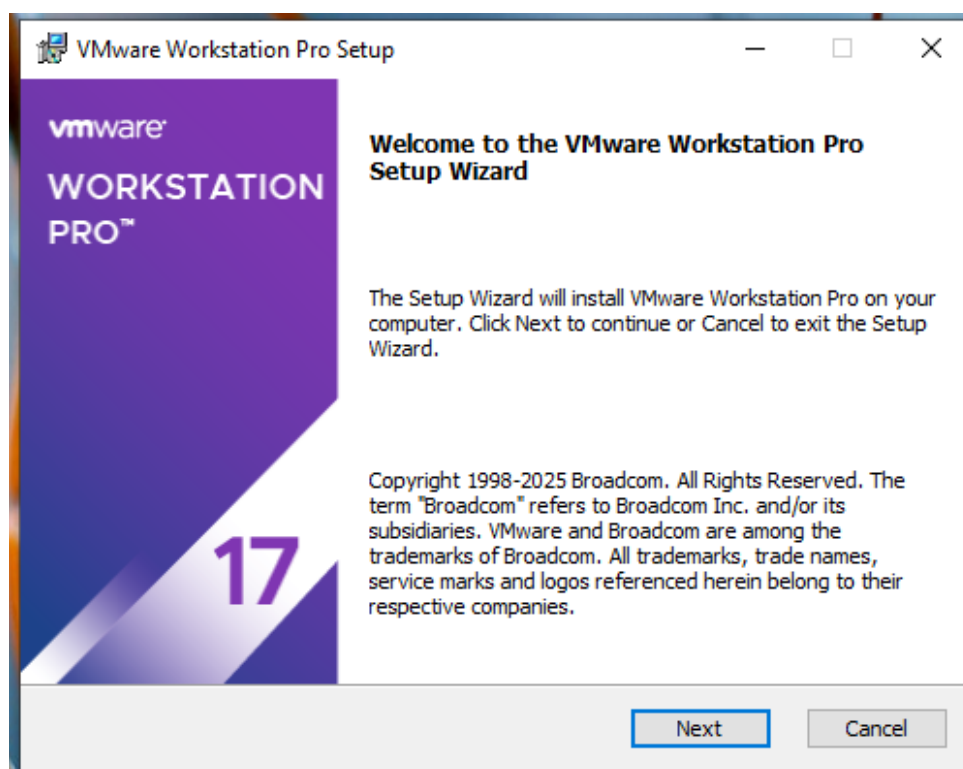 VMware Workstation Pro Setup
vmware
WORKSTATION
PRO™
17
Welcome to the VMware Workstation Pro
Setup Wizard
The Setup Wizard will install VMware Workstation Pro on your
computer. Click Next to continue or Cancel to exit the Setup
Wizard.
Copyright 1998-2025 Broadcom. All Rights Reserved. The
term "Broadcom" refers to Broadcom Inc. and/or its
subsidiaries. VMware and Broadcom are among the
trademarks of Broadcom. All trademarks, trade names,
service marks and logos referenced herein belong to their
respective companies.
Next
Cancel